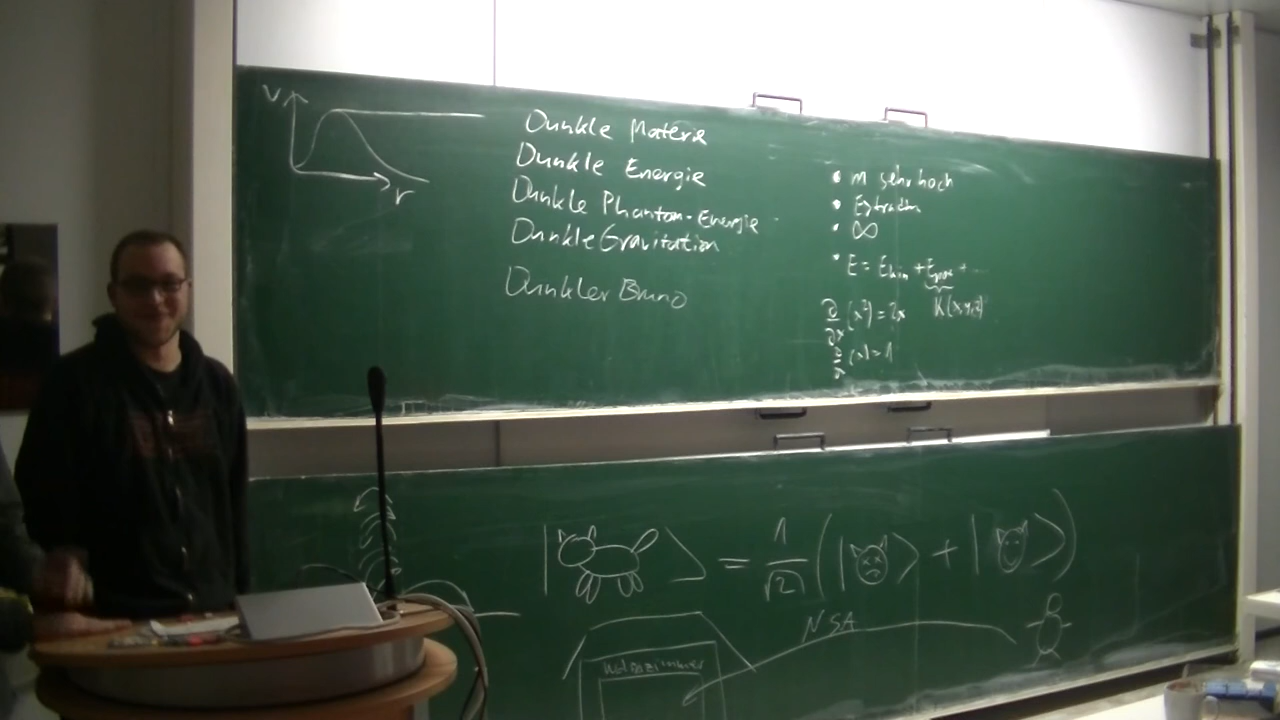 V
r
Dunkle Materie
Dunkle Energie
Dunkle Phantom-Energie
Dunkle Gravitation
Dunkler Bruno
• m sehr hoch
• Extradim
• ∞
• E = Ekin + Epot + ...
K(x,y,z)
∂/∂x (x²) = 2x
(x) = 1
| ⟩ = 1/√2 (| ⟩ + | ⟩)
NSA